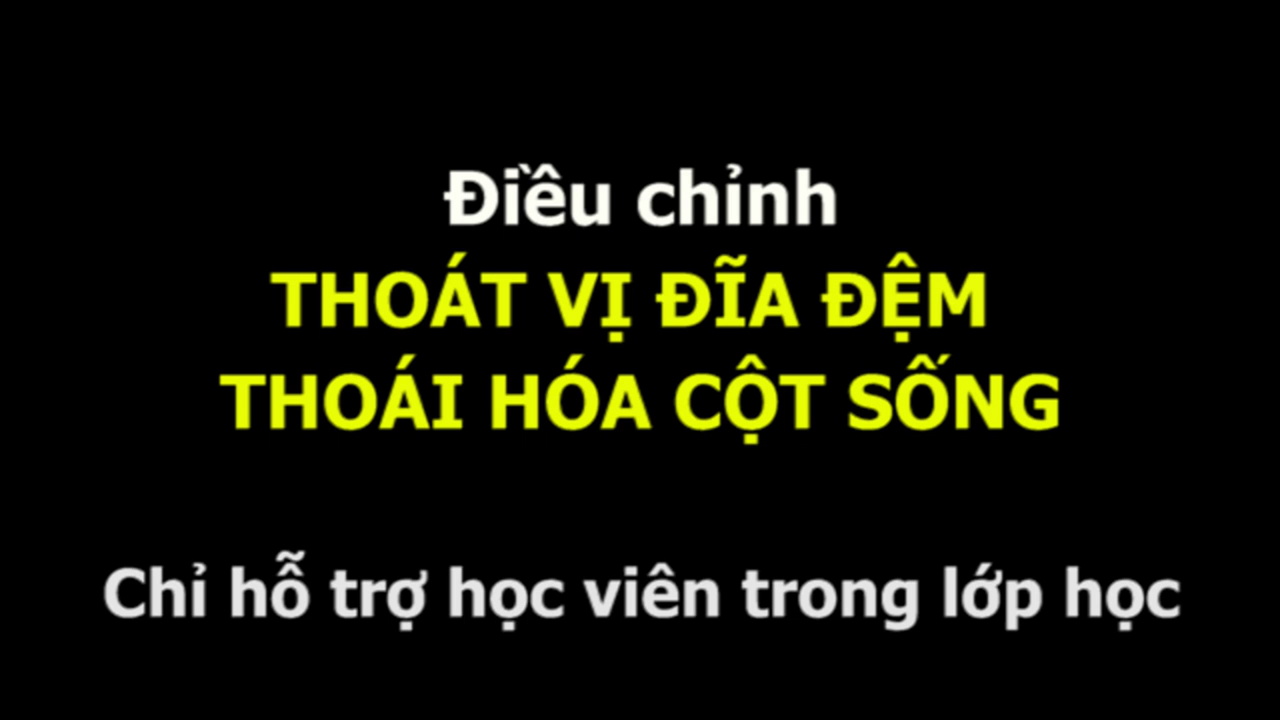 Điều chỉnh
THOÁT VỊ ĐĨA ĐỆM
THOÁI HÓA CỘT SỐNG
Chỉ hỗ trợ học viên trong lớp học